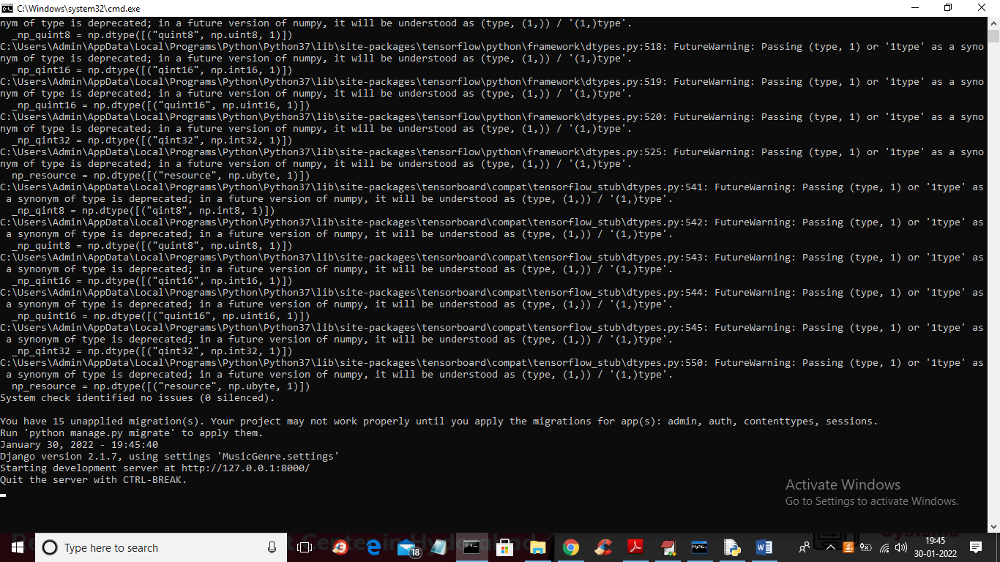 C:\Windows\system32\cmd.exe
nym of type is deprecated; in a future version of numpy, it will be understood as (type, (1,)) / '(1,)type'.
  _np_quint8 = np.dtype([("quint8", np.uint8, 1)])
C:\Users\Admin\AppData\Local\Programs\Python\Python37\lib\site-packages\tensorflow\python\framework\dtypes.py:518: FutureWarning: Passing (type, 1) or '1type' as a syno
nym of type is deprecated; in a future version of numpy, it will be understood as (type, (1,)) / '(1,)type'.
  _np_qint16 = np.dtype([("qint16", np.int16, 1)])
C:\Users\Admin\AppData\Local\Programs\Python\Python37\lib\site-packages\tensorflow\python\framework\dtypes.py:519: FutureWarning: Passing (type, 1) or '1type' as a syno
nym of type is deprecated; in a future version of numpy, it will be understood as (type, (1,)) / '(1,)type'.
  _np_quint16 = np.dtype([("quint16", np.uint16, 1)])
C:\Users\Admin\AppData\Local\Programs\Python\Python37\lib\site-packages\tensorflow\python\framework\dtypes.py:520: FutureWarning: Passing (type, 1) or '1type' as a syno
nym of type is deprecated; in a future version of numpy, it will be understood as (type, (1,)) / '(1,)type'.
  _np_qint32 = np.dtype([("qint32", np.int32, 1)])
C:\Users\Admin\AppData\Local\Programs\Python\Python37\lib\site-packages\tensorflow\python\framework\dtypes.py:525: FutureWarning: Passing (type, 1) or '1type' as a syno
nym of type is deprecated; in a future version of numpy, it will be understood as (type, (1,)) / '(1,)type'.
  np_resource = np.dtype([("resource", np.ubyte, 1)])
C:\Users\Admin\AppData\Local\Programs\Python\Python37\lib\site-packages\tensorboard\compat\tensorflow_stub\dtypes.py:541: FutureWarning: Passing (type, 1) or '1type' as
 a synonym of type is deprecated; in a future version of numpy, it will be understood as (type, (1,)) / '(1,)type'.
  _np_qint8 = np.dtype([("qint8", np.int8, 1)])
C:\Users\Admin\AppData\Local\Programs\Python\Python37\lib\site-packages\tensorboard\compat\tensorflow_stub\dtypes.py:542: FutureWarning: Passing (type, 1) or '1type' as
 a synonym of type is deprecated; in a future version of numpy, it will be understood as (type, (1,)) / '(1,)type'.
  _np_quint8 = np.dtype([("quint8", np.uint8, 1)])
C:\Users\Admin\AppData\Local\Programs\Python\Python37\lib\site-packages\tensorboard\compat\tensorflow_stub\dtypes.py:543: FutureWarning: Passing (type, 1) or '1type' as
 a synonym of type is deprecated; in a future version of numpy, it will be understood as (type, (1,)) / '(1,)type'.
  _np_qint16 = np.dtype([("qint16", np.int16, 1)])
C:\Users\Admin\AppData\Local\Programs\Python\Python37\lib\site-packages\tensorboard\compat\tensorflow_stub\dtypes.py:544: FutureWarning: Passing (type, 1) or '1type' as
 a synonym of type is deprecated; in a future version of numpy, it will be understood as (type, (1,)) / '(1,)type'.
  _np_quint16 = np.dtype([("quint16", np.uint16, 1)])
C:\Users\Admin\AppData\Local\Programs\Python\Python37\lib\site-packages\tensorboard\compat\tensorflow_stub\dtypes.py:545: FutureWarning: Passing (type, 1) or '1type' as
 a synonym of type is deprecated; in a future version of numpy, it will be understood as (type, (1,)) / '(1,)type'.
  _np_qint32 = np.dtype([("qint32", np.int32, 1)])
C:\Users\Admin\AppData\Local\Programs\Python\Python37\lib\site-packages\tensorboard\compat\tensorflow_stub\dtypes.py:550: FutureWarning: Passing (type, 1) or '1type' as
 a synonym of type is deprecated; in a future version of numpy, it will be understood as (type, (1,)) / '(1,)type'.
  np_resource = np.dtype([("resource", np.ubyte, 1)])
System check identified no issues (0 silenced).
You have 15 unapplied migration(s). Your project may not work properly until you apply the migrations for app(s): admin, auth, contenttypes, sessions.
Run 'python manage.py migrate' to apply them.
January 30, 2022 - 19:45:40
Django version 2.1.7, using settings 'MusicGenre.settings'
Starting development server at http://127.0.0.1:8000/
Quit the server with CTRL-BREAK.
Activate Windows
Go to Settings to activate Windows.
Type here to search
18
MySQL
19:45
30-01-2022